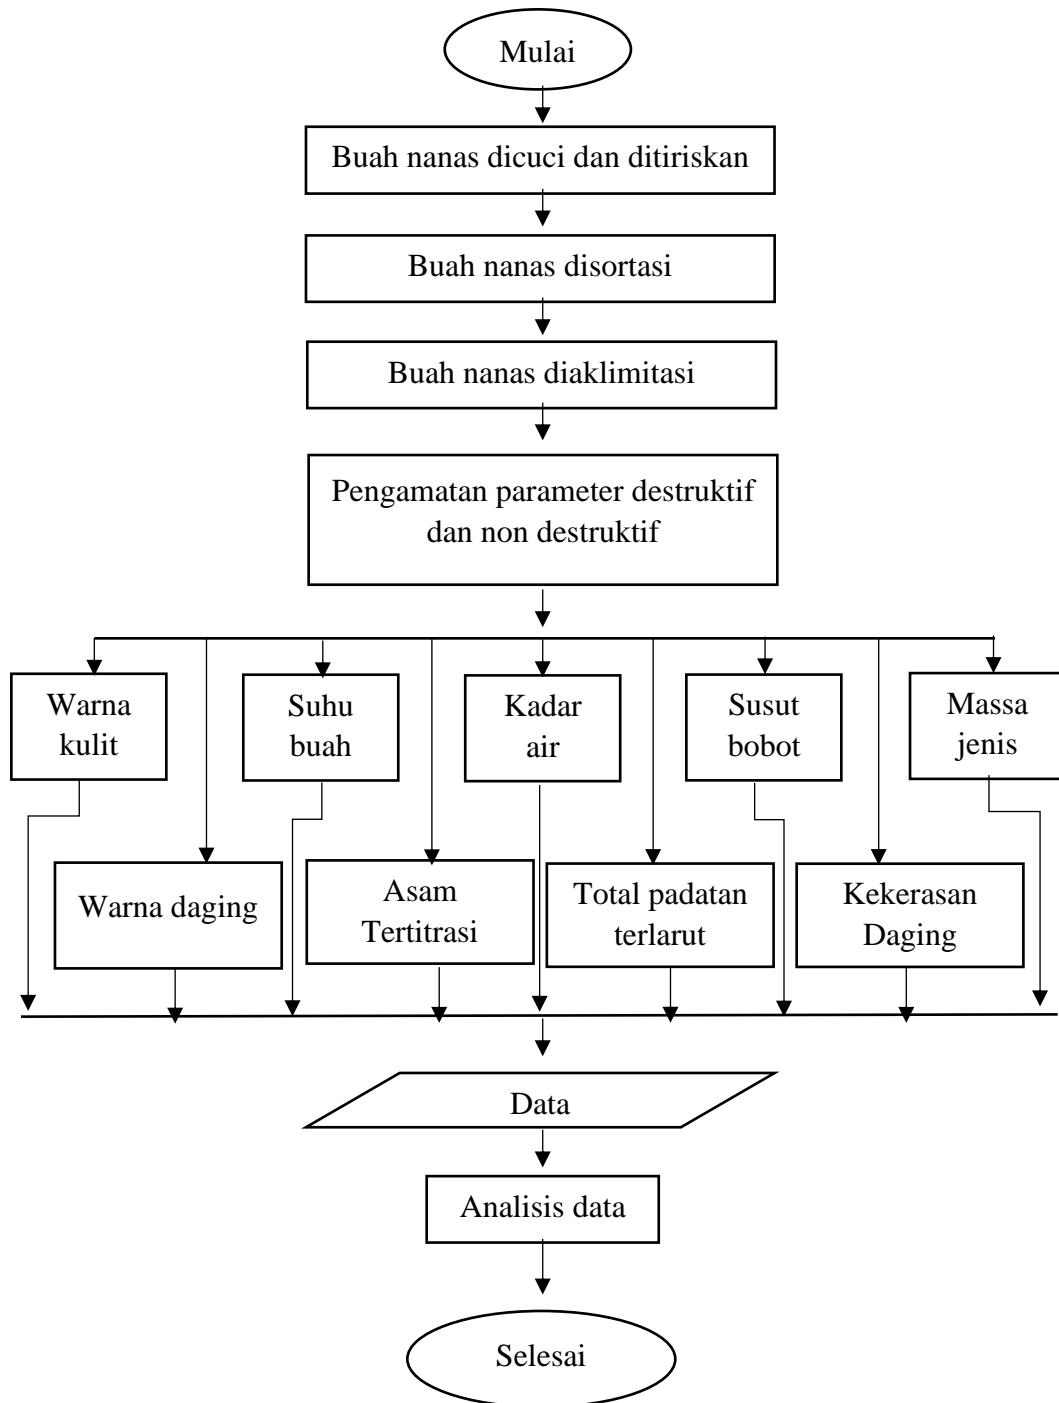 Mulai
Buah nanas dicuci dan ditiriskan
Buah nanas disortasi
Buah nanas diaklimitasi
Pengamatan parameter destruktif
dan non destruktif
Warna
kulit
Suhu
buah
Kadar
air
Susut
bobot
Massa
jenis
Warna daging
Asam
Tertitrasi
Total padatan
terlarut
Kekerasan
Daging
Data
Analisis data
Selesai